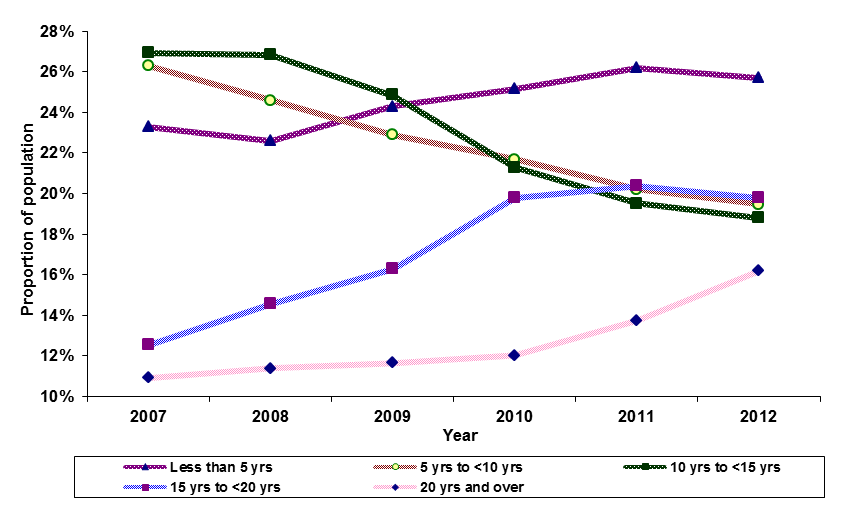 28%
26%
24%
22%
20%
18%
16%
14%
12%
10%
Proportion of population
2007 2008 2009 2010 2011 2012
Year
Less than 5 yrs 5 yrs to <10 yrs 10 yrs to <15 yrs
15 yrs to <20 yrs 20 yrs and over